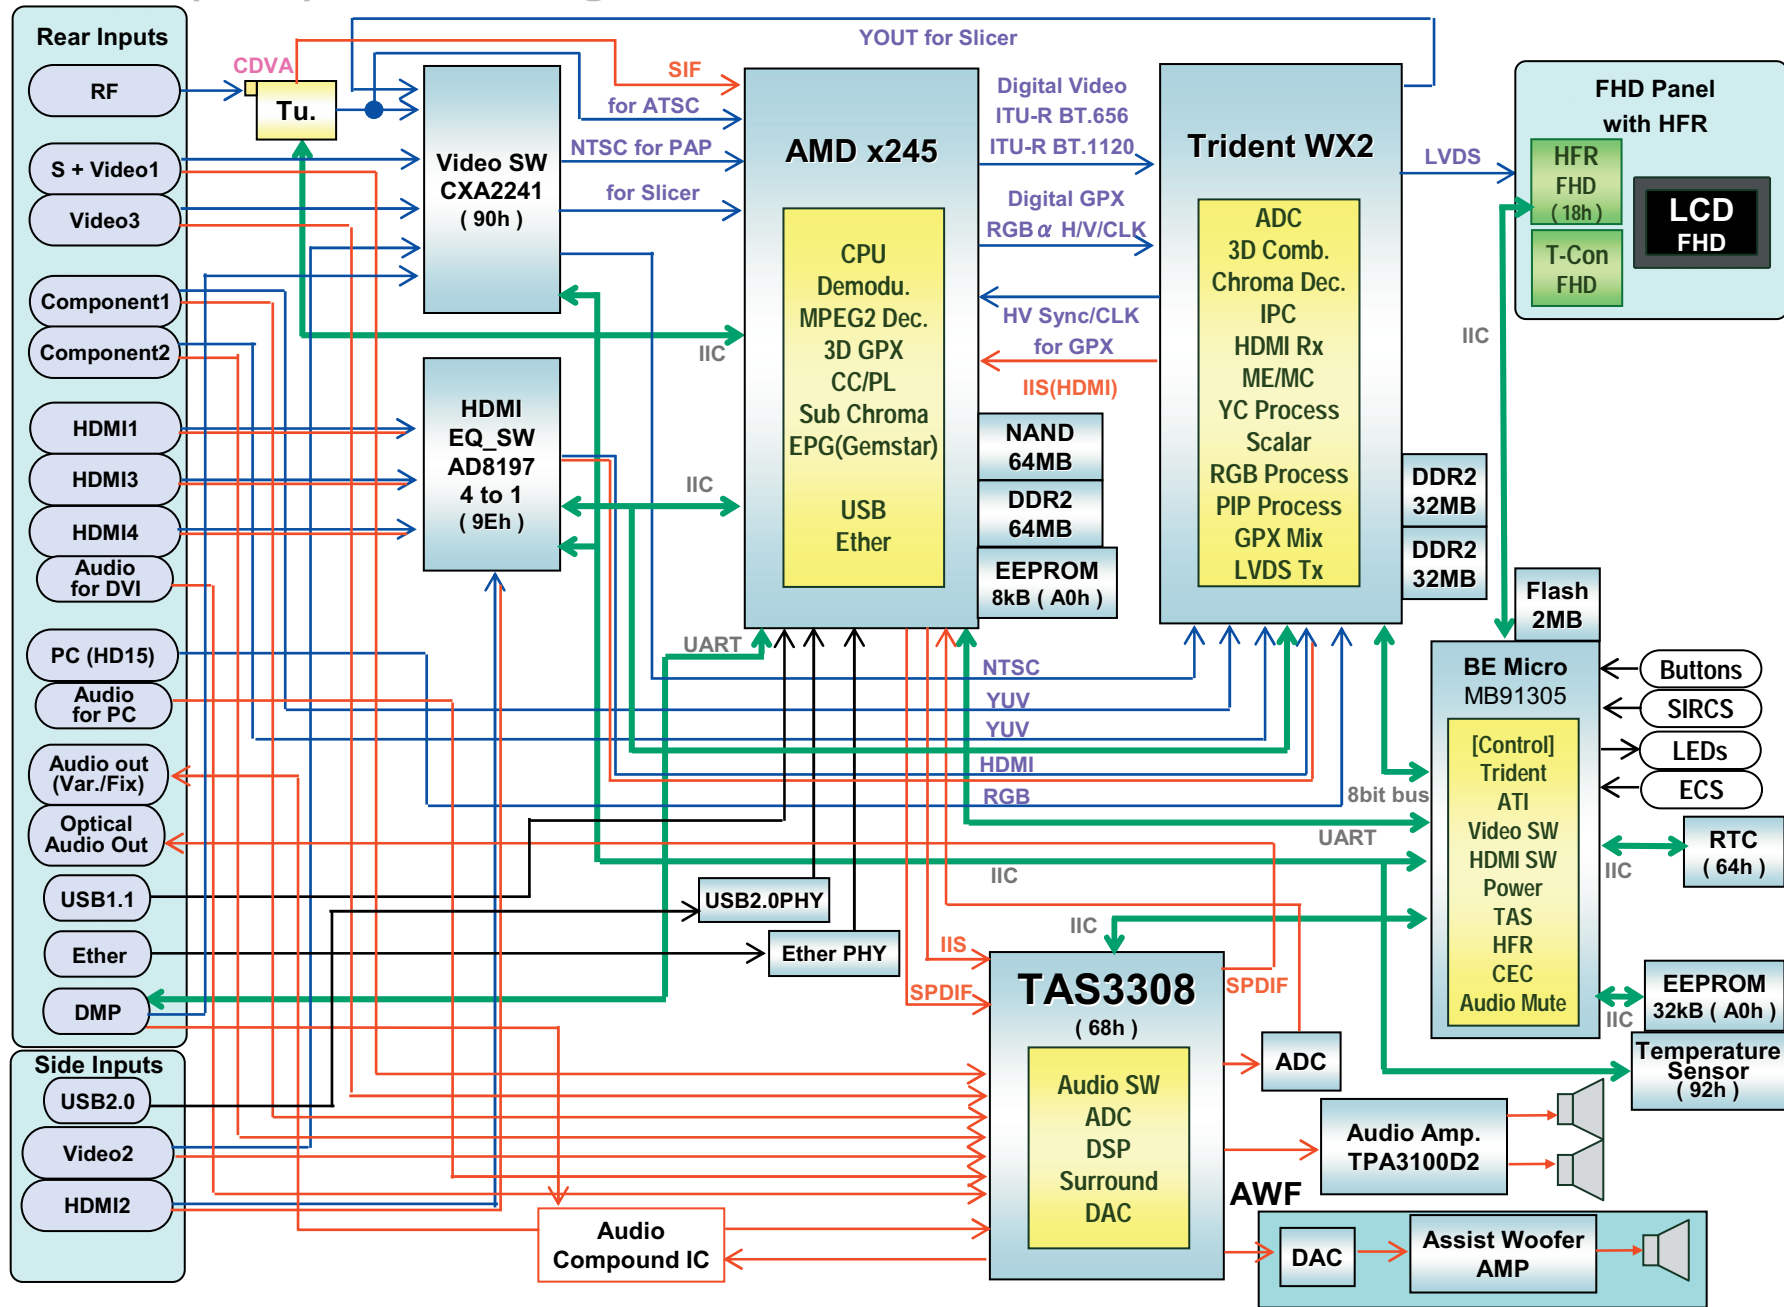 Rear Inputs
RF
S + Video1
Video3
Component1
Component2
HDMI1
HDMI3
HDMI4
Audio
for DVI
PC (HD15)
Audio
for PC
Audio out
(Var./Fix)
Optical
Audio Out
USB1.1
Ether
DMP
Side Inputs
USB2.0
Video2
HDMI2
CDVA
Tu.
SIF
for ATSC
NTSC for PAP
for Slicer
YOUT for Slicer
Video SW
CXA2241
( 90h )
IIC
HDMI
EQ_SW
AD8197
4 to 1
( 9Eh )
IIC
AMD x245
CPU
Demodu.
MPEG2 Dec.
3D GPX
CC/PL
Sub Chroma
EPG(Gemstar)
USB
Ether
Digital Video
ITU-R BT.656
ITU-R BT.1120
Digital GPX
RGB α H/V/CLK
HV Sync/CLK
for GPX
IIS(HDMI)
NAND
64MB
DDR2
64MB
EEPROM
8kB ( A0h )
Trident WX2
ADC
3D Comb.
Chroma Dec.
IPC
HDMI Rx
ME/MC
YC Process
Scalar
RGB Process
PIP Process
GPX Mix
LVDS Tx
DDR2
32MB
DDR2
32MB
LVDS
FHD Panel
with HFR
HFR
FHD
( 18h )
T-Con
FHD
LCD
FHD
IIC
Flash
2MB
BE Micro
MB91305
[Control]
Trident
ATI
Video SW
HDMI SW
Power
TAS
HFR
CEC
Audio Mute
Buttons
SIRCS
LEDs
ECS
RTC
( 64h )
IIC
EEPROM
32kB ( A0h )
IIC
Temperature
Sensor
( 92h )
UART
NTSC
YUV
YUV
HDMI
RGB
8bit bus
UART
IIC
IIC
USB2.0PHY
Ether PHY
IIS
SPDIF
SPDIF
TAS3308
( 68h )
Audio SW
ADC
DSP
Surround
DAC
ADC
Audio Amp.
TPA3100D2
AWF
DAC
Assist Woofer
AMP
Audio
Compound IC